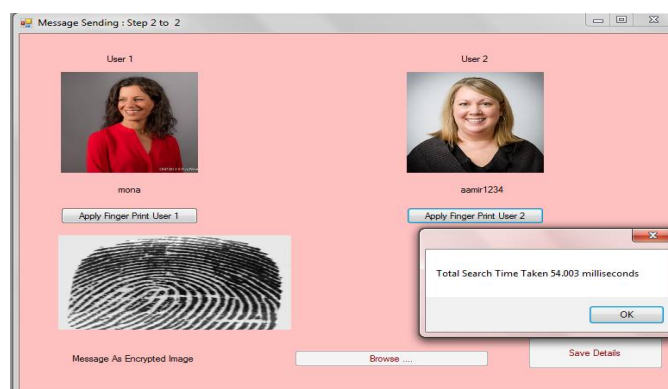 Message Sending : Step 2 to 2
User 1
User 2
mona
aamir1234
Apply Finger Print User 1
Apply Finger Print User 2
Total Search Time Taken 54.003 milliseconds
OK
Message As Encrypted Image
Browse ....
Save Details